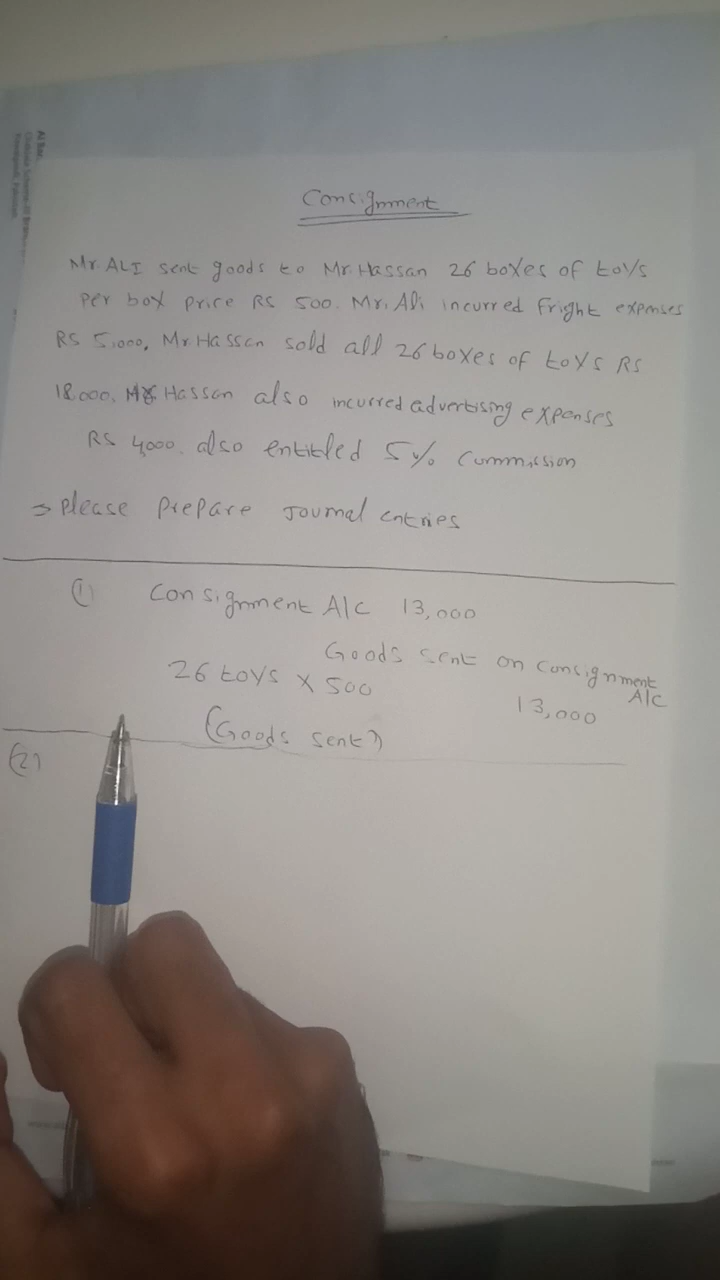 Consignment
Mr. ALI sent goods to Mr. Hassan 26 boxes of toys
Per box price RS 500. Mr. Ali incurred fright expenses
RS 5,000, Mr. Hassan sold all 26 boxes of toys RS
18,000, Mr Hassan also incurred advertising expenses
RS 4,000. also entitled 5% Commission
→ please prepare Journal entries
(1) Consignment A/C 13,000
Goods sent on consignment A/C
26 toys X 500
13,000
(Goods sent)
(2)